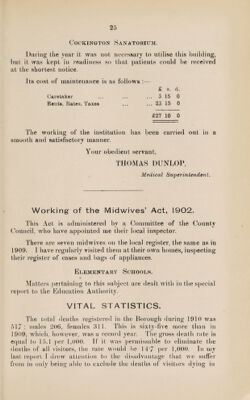 25
Cockington Sanatorium.
During the year it was not necessary to utilise this building,
but it was kept in readiness so that patients could be received
at the shortest notice.
Its cost of maintenance is as follows :—
£ s. d.
Caretaker ... ... ... 3 15 0
Rents, Rates, Taxes ... ... 23 15 0
£27 10 0
The working of the institution has been carried out in a
smooth and satisfactory manner.
Your obedient servant,
THOMAS DUNLOP,
Medical Superintendent.
Working of the Midwives' Act, 1902.
This Act is administered by a Committee of the County
Council, who have appointed me their local inspector.
There are seven midwives on the local register, the same as in
1909. I have regularly visited them at their own homes, inspecting
their register of cases and bags of appliances.
Elementary Schools.
Matters pertaining to this subject are dealt with in the special
report to the Education Authority.
VITAL STATISTICS.
The total deaths registered in the Borough during 1910 was
517 ; males 206, females 311. This is sixty-five more than in
1909, which, however, was a record year. The gross death rate is
equal to 15.1 per 1,000. If it was permissable to eliminate the
deaths of all visitors, the rate would be 14.7 per 1,000. In my
last report I drew attention to the disadvantage that we suffer
from in only being able to exclude the deaths of visitors dying in